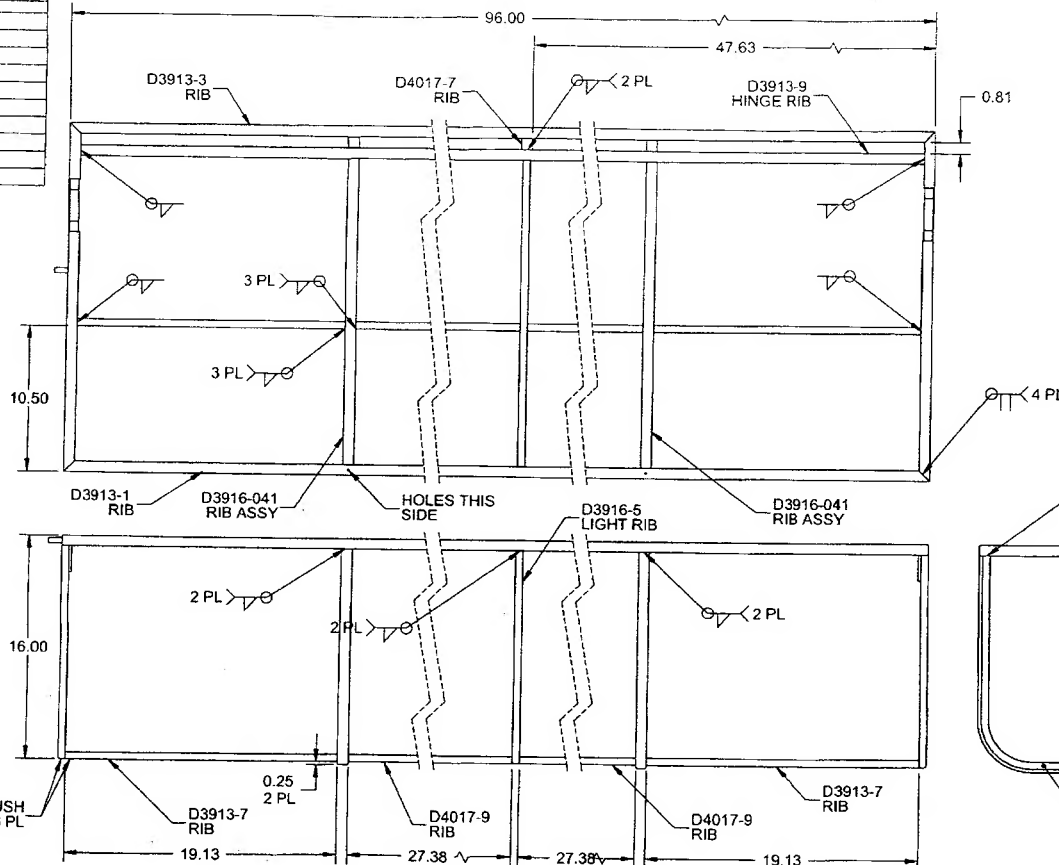 96.00
47.63
D3913-3
RIB
D4017-7
RIB
2 PL
D3913-9
HINGE RIB
0.81
3 PL
3 PL
10.50
4 PL
D3913-1
RIB
D3916-041
RIB ASSY
HOLES THIS
SIDE
D3916-5
LIGHT RIB
D3916-041
RIB ASSY
2 PL
2 PL
2 PL
16.00
0.25
2 PL
USH
PL
D3913-7
RIB
D4017-9
RIB
D4017-9
RIB
D3913-7
RIB
19.13
27.38
27.38
19.13